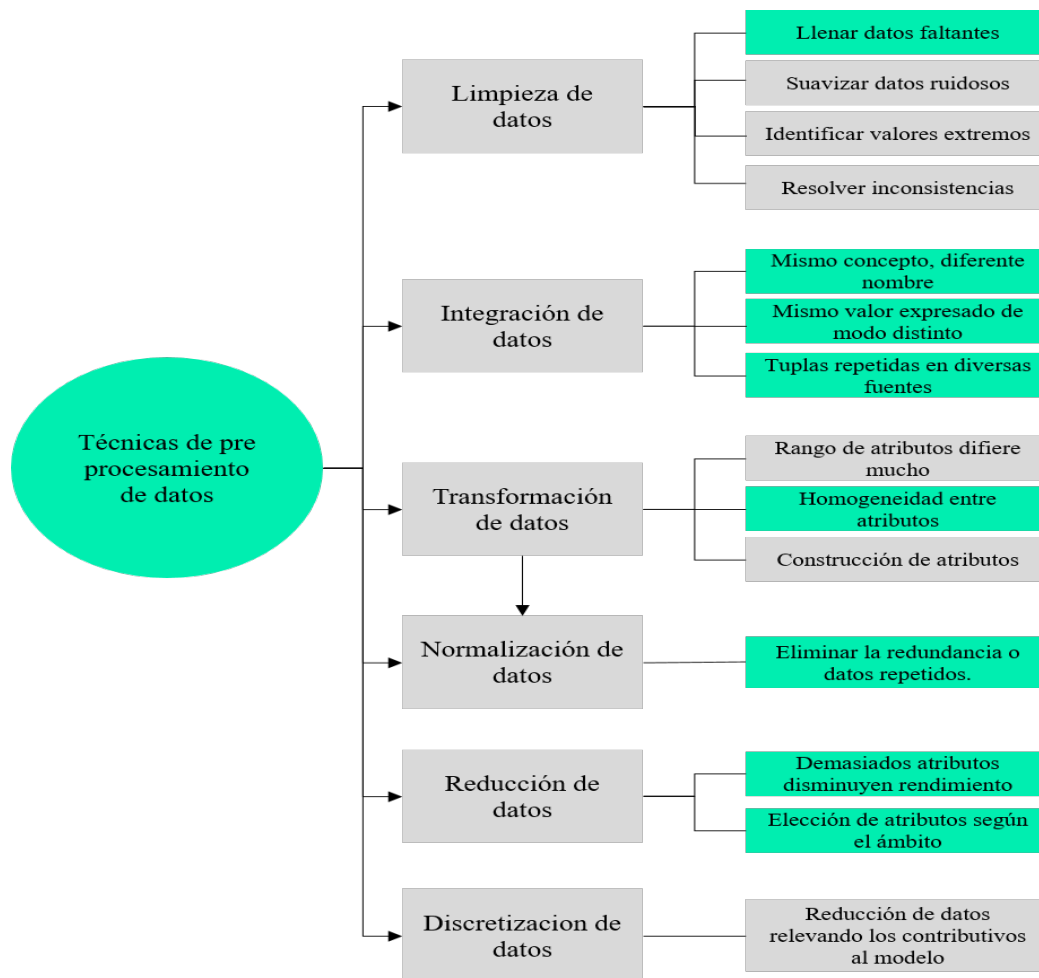 Técnicas de pre
procesamiento
de datos
Limpieza de
datos
Llenar datos faltantes
Suavizar datos ruidosos
Identificar valores extremos
Resolver inconsistencias
Integración de
datos
Mismo concepto, diferente
nombre
Mismo valor expresado de
modo distinto
Tuplas repetidas en diversas
fuentes
Transformación
de datos
Rango de atributos difiere
mucho
Homogeneidad entre
atributos
Construcción de atributos
Normalización de
datos
Eliminar la redundancia o
datos repetidos.
Reducción de
datos
Demasiados atributos
disminuyen rendimiento
Elección de atributos según
el ámbito
Discretizacion de
datos
Reducción de datos
relevando los contributivos
al modelo